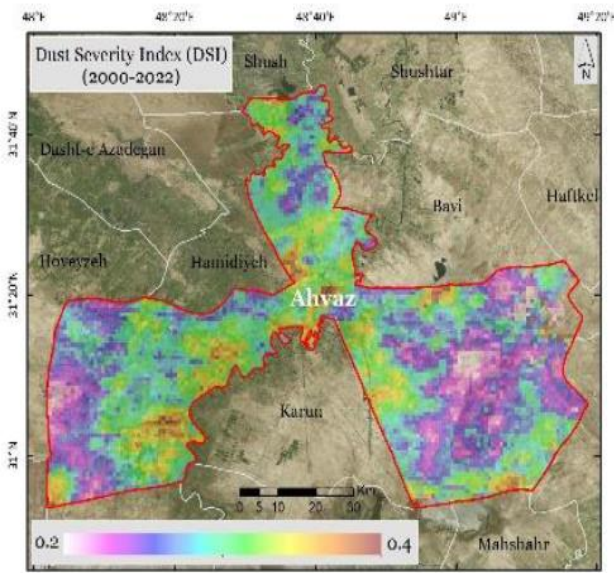 48° E 48°20' E 48°40' E 49° E 49°20' E
Dust Severity Index (DSI)
(2000-2022)
Shush
Shushtar
N
31°40' N
Dasht-e Azadegan
Bavi
Haftkel
Hoveyzeh
Hamidiyeh
31°20' N
Ahvaz
Karun
31° N
Km
0 5 10 20 30
0.2
0.4
Mahshahr